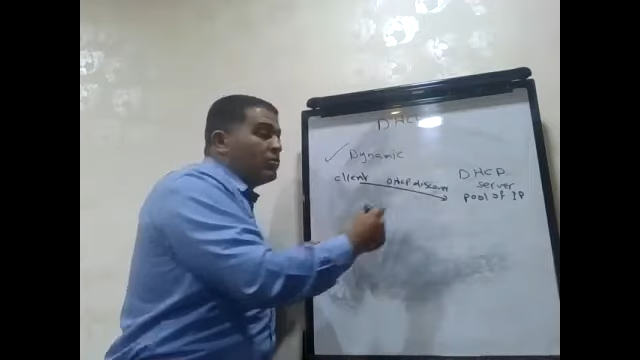 DHCP
✓ Dynamic
client DHCP discover DHCP
server
pool of IP